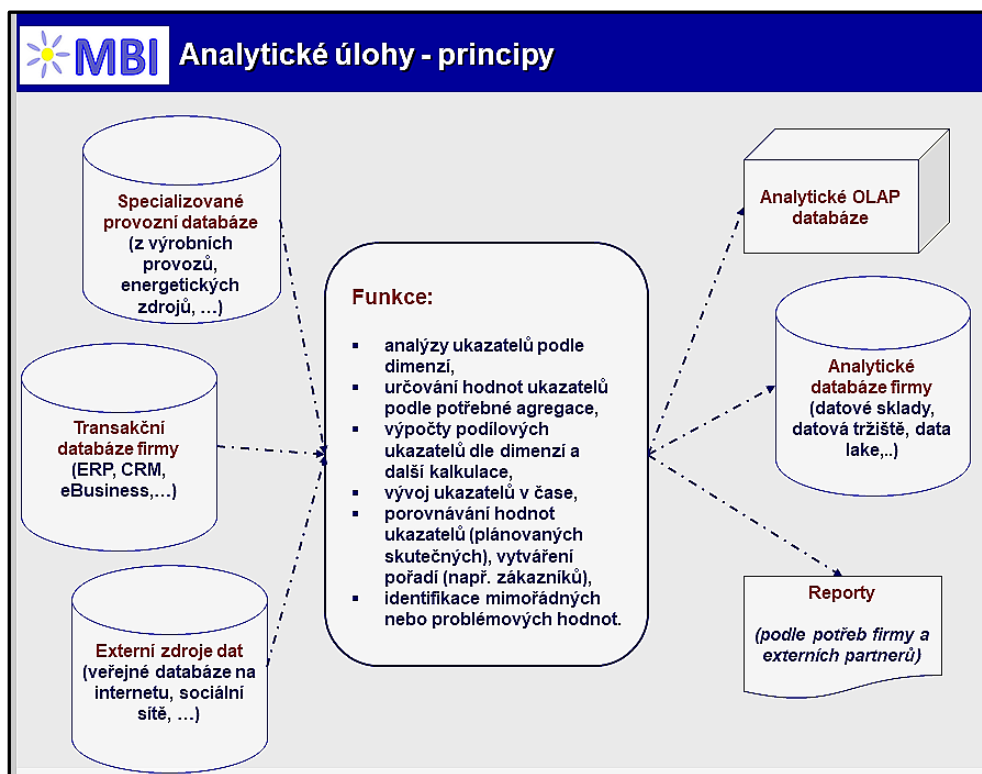 MBI
Analytické úlohy - principy
Specializované
provozní databáze
(z výrobních
provozů,
energetických
zdrojů, …)
Transakční
databáze firmy
(ERP, CRM,
eBusiness,…)
Externí zdroje dat
(veřejné databáze na
internetu, sociální
sítě, …)
Funkce:
▪ analýzy ukazatelů podle
dimenzí,
▪ určování hodnot ukazatelů
podle potřebné agregace,
▪ výpočty podílových
ukazatelů dle dimenzí a
další kalkulace,
▪ vývoj ukazatelů v čase,
▪ porovnávání hodnot
ukazatelů (plánovaných
skutečných), vytváření
pořadí (např. zákazníků),
▪ identifikace mimořádných
nebo problémových hodnot.
Analytické OLAP
databáze
Analytické
databáze firmy
(datové sklady,
datová tržiště, data
lake,..)
Reporty
(podle potřeb firmy a
externích partnerů)